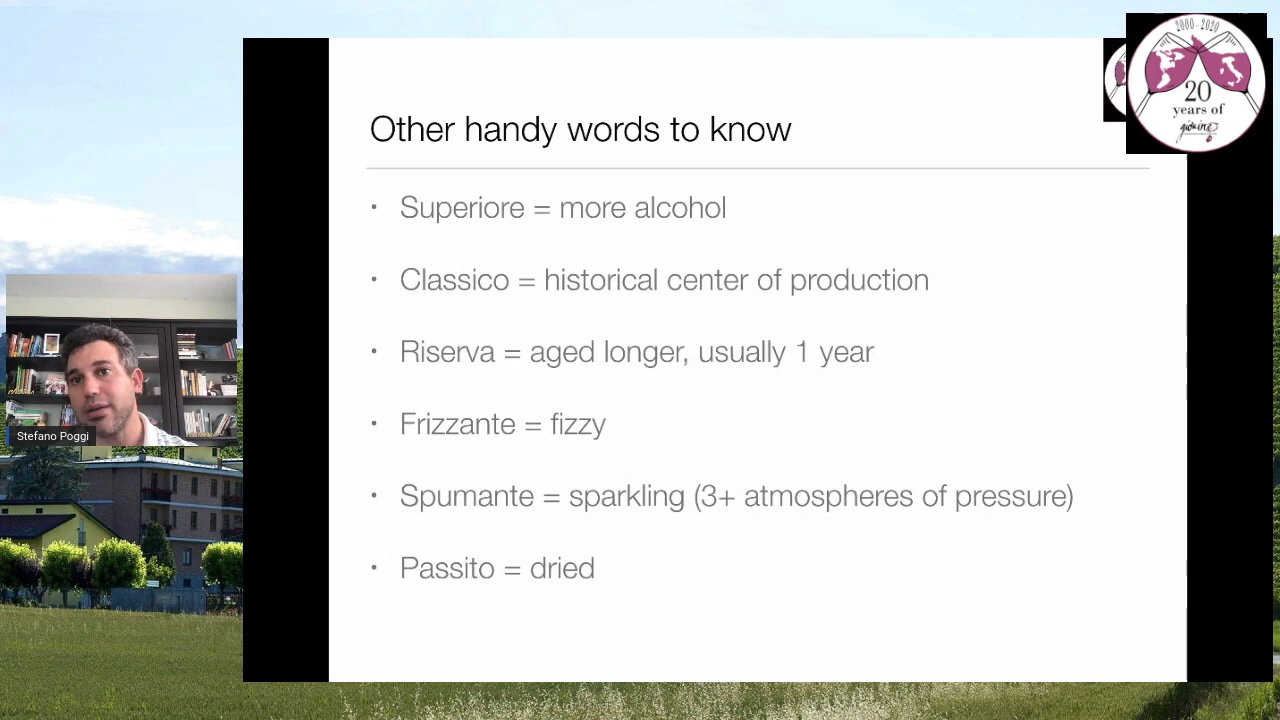 Other handy words to know
• Superiore = more alcohol
• Classico = historical center of production
• Riserva = aged longer, usually 1 year
• Frizzante = fizzy
• Spumante = sparkling (3+ atmospheres of pressure)
• Passito = dried
Stefano Poggi
2000-2020
20
years of